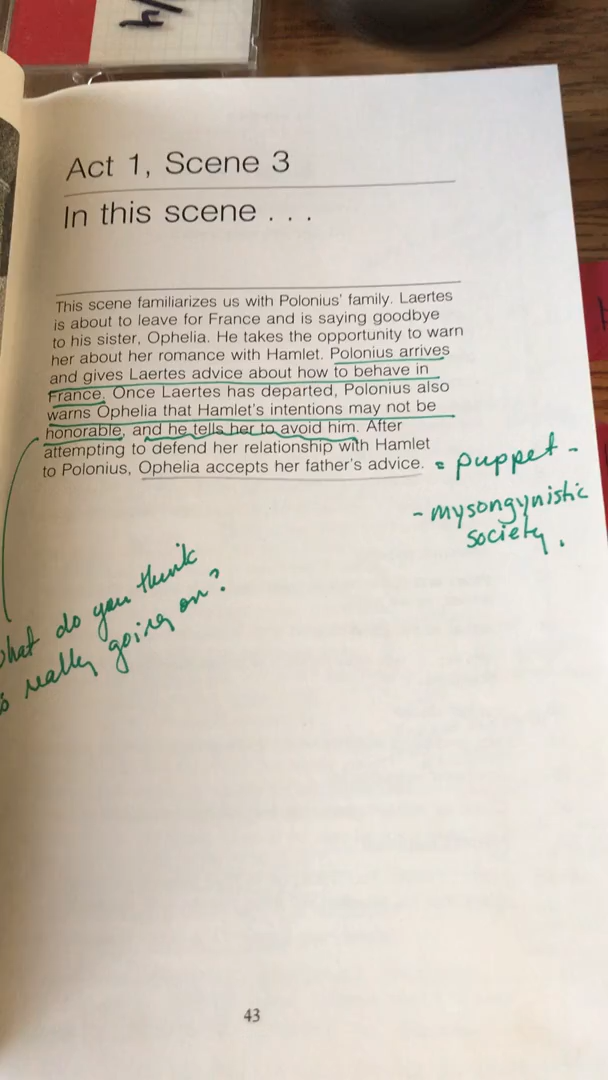 Act 1, Scene 3
In this scene . . .
This scene familiarizes us with Polonius' family. Laertes
is about to leave for France and is saying goodbye
to his sister, Ophelia. He takes the opportunity to warn
her about her romance with Hamlet. Polonius arrives
and gives Laertes advice about how to behave in
France. Once Laertes has departed, Polonius also
warns Ophelia that Hamlet's intentions may not be
honorable, and he tells her to avoid him. After
attempting to defend her relationship with Hamlet
to Polonius, Ophelia accepts her father's advice.
= puppet -
- mysongynistic
society.
what do you think
is really going on?
43